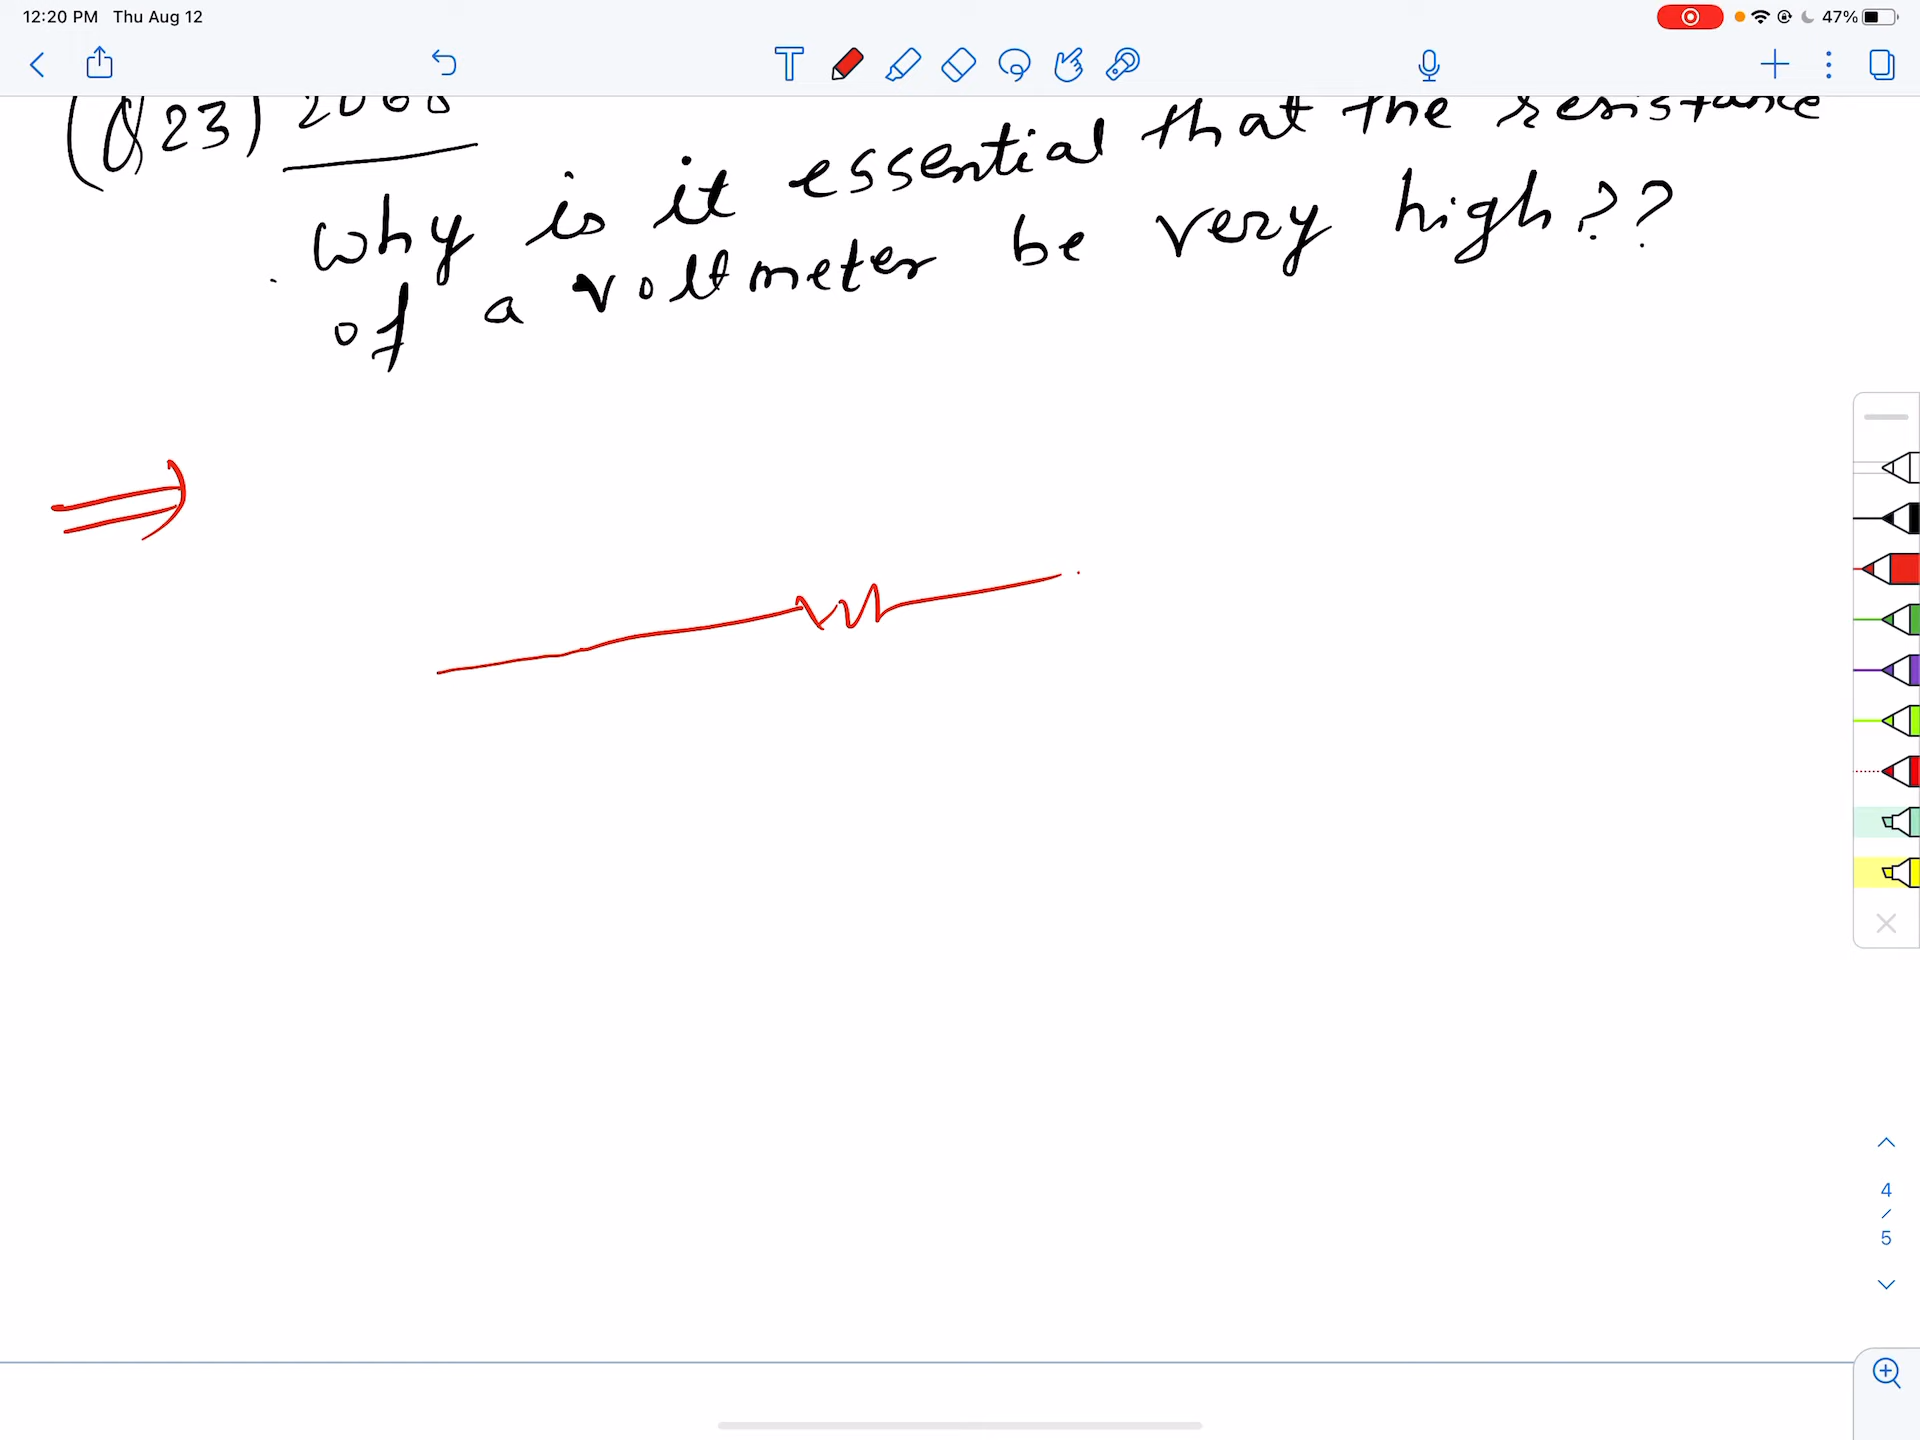 12:20 PM Thu Aug 12
47%
(Q23) 2068
Why is it essential that the resistance
of a voltmeter be very high??
4
/
5